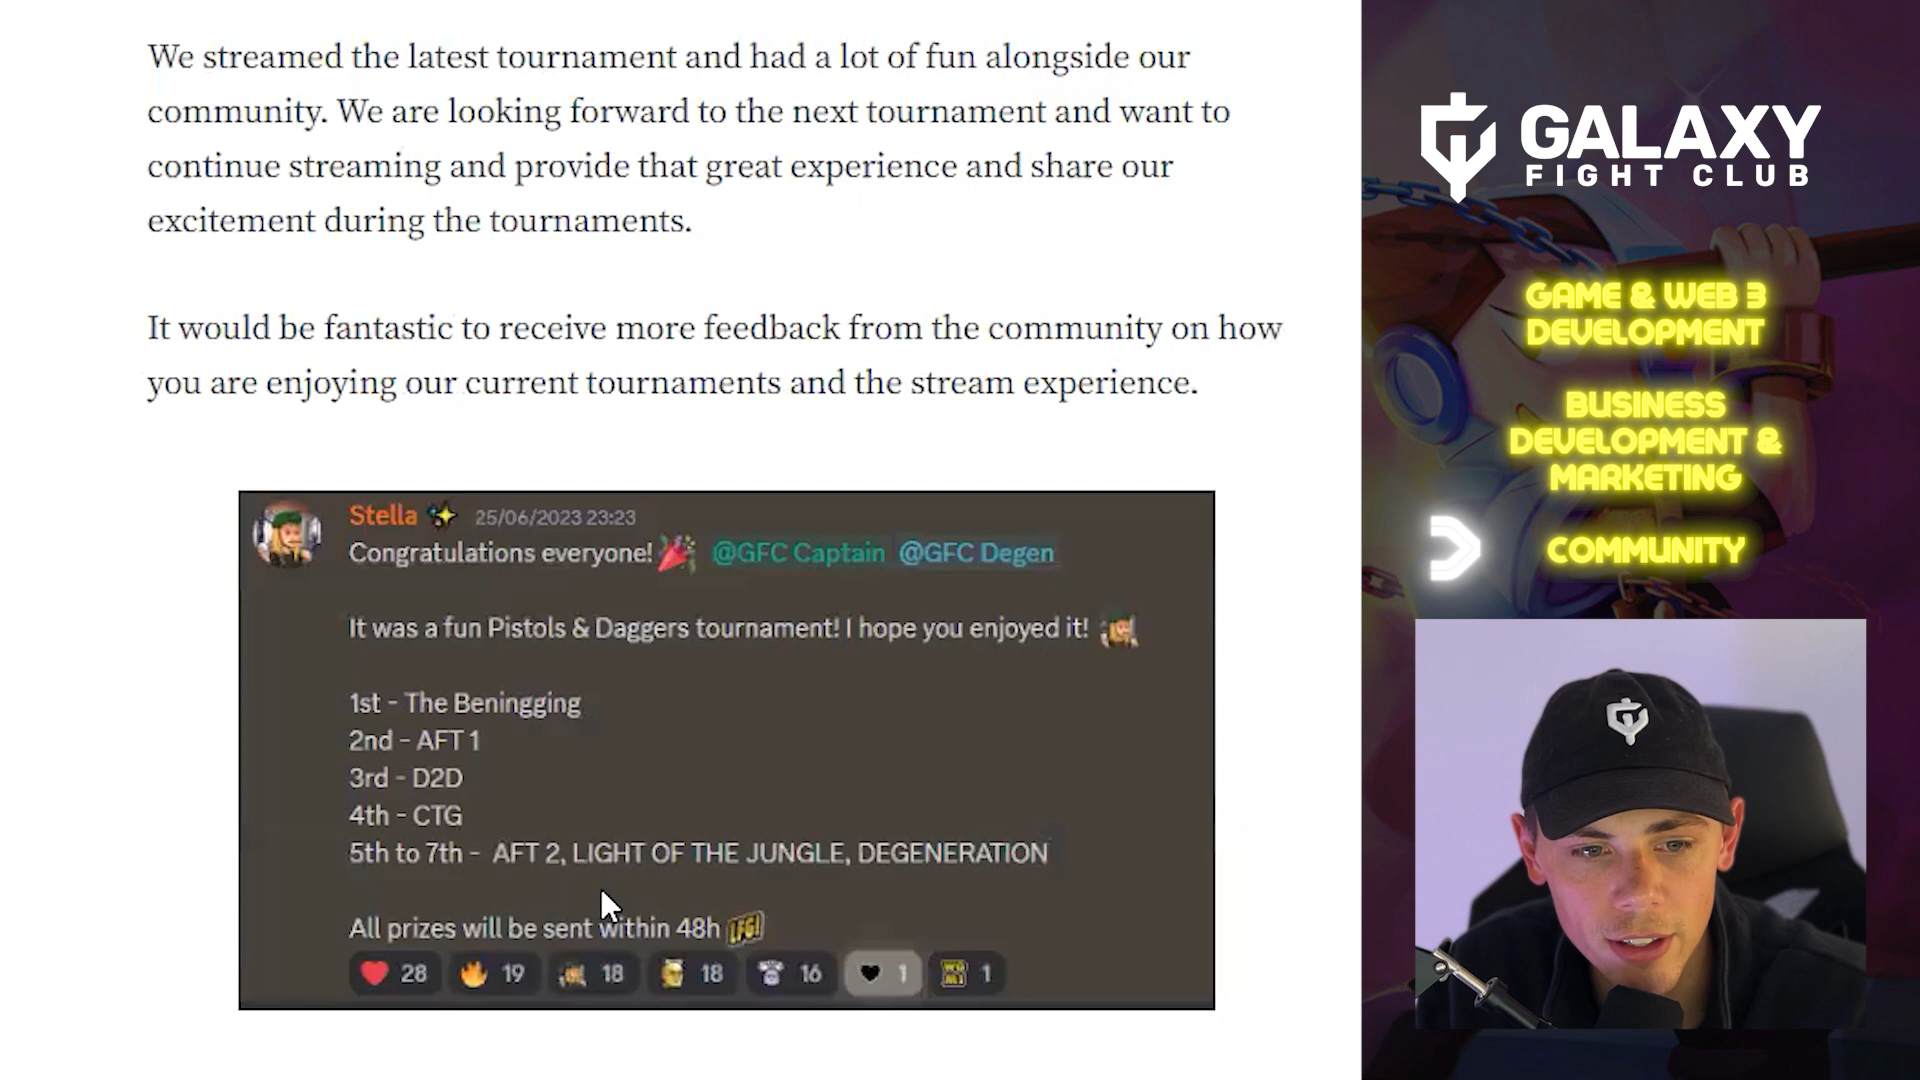 We streamed the latest tournament and had a lot of fun alongside our
community. We are looking forward to the next tournament and want to
continue streaming and provide that great experience and share our
excitement during the tournaments.
It would be fantastic to receive more feedback from the community on how
you are enjoying our current tournaments and the stream experience.
Stella 25/06/2023 23:23
Congratulations everyone! @GFC Captain @GFC Degen
It was a fun Pistols & Daggers tournament! I hope you enjoyed it!
1st - The Beningging
2nd - AFT 1
3rd - D2D
4th - CTG
5th to 7th - AFT 2, LIGHT OF THE JUNGLE, DEGENERATION
All prizes will be sent within 48h LFG!
28 19 18 18 16 1 1
GALAXY
FIGHT CLUB
GAME & WEB 3
DEVELOPMENT
BUSINESS
DEVELOPMENT &
MARKETING
COMMUNITY